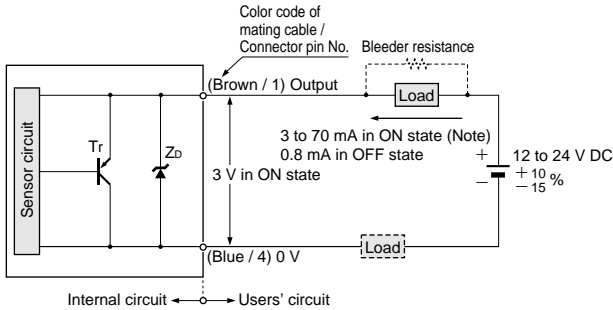 Color code of
mating cable /
Connector pin No.
Bleeder resistance
(Brown / 1) Output
Load
Sensor circuit
Tr
ZD
3 V in ON state
3 to 70 mA in ON state (Note)
0.8 mA in OFF state
+
−
12 to 24 V DC
+ 10
− 15 %
Load
(Blue / 4) 0 V
Internal circuit
Users' circuit